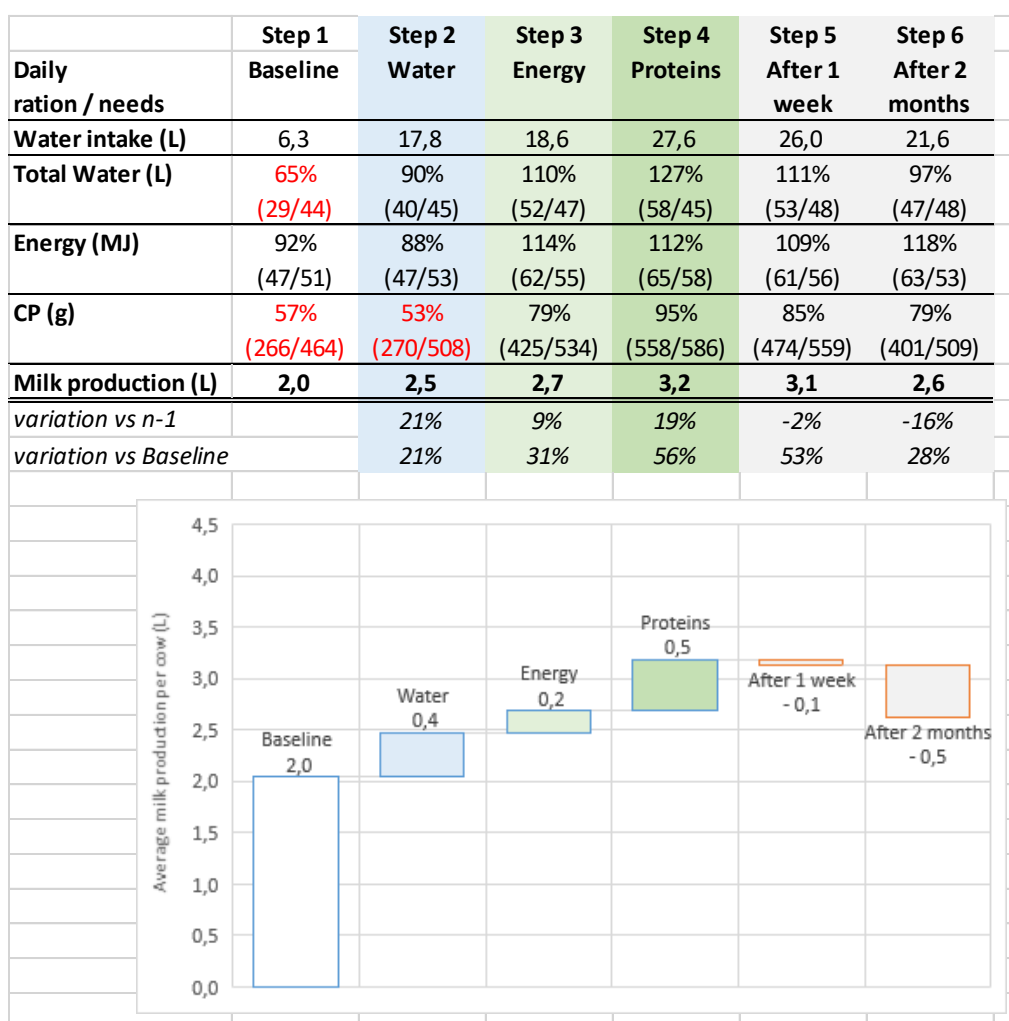 Step 1 Step 2 Step 3 Step 4 Step 5 Step 6
Daily Baseline Water Energy Proteins After 1 After 2
ration / needs week months
Water intake (L) 6,3 17,8 18,6 27,6 26,0 21,6
Total Water (L) 65% 90% 110% 127% 111% 97%
(29/44) (40/45) (52/47) (58/45) (53/48) (47/48)
Energy (MJ) 92% 88% 114% 112% 109% 118%
(47/51) (47/53) (62/55) (65/58) (61/56) (63/53)
CP (g) 57% 53% 79% 95% 85% 79%
(266/464) (270/508) (425/534) (558/586) (474/559) (401/509)
Milk production (L) 2,0 2,5 2,7 3,2 3,1 2,6
variation vs n-1 21% 9% 19% -2% -16%
variation vs Baseline 21% 31% 56% 53% 28%
Average milk production per cow (L)
4,5
4,0
3,5
3,0
2,5
2,0
1,5
1,0
0,5
0,0
Baseline
2,0
Water
0,4
Energy
0,2
Proteins
0,5
After 1 week
- 0,1
After 2 months
- 0,5